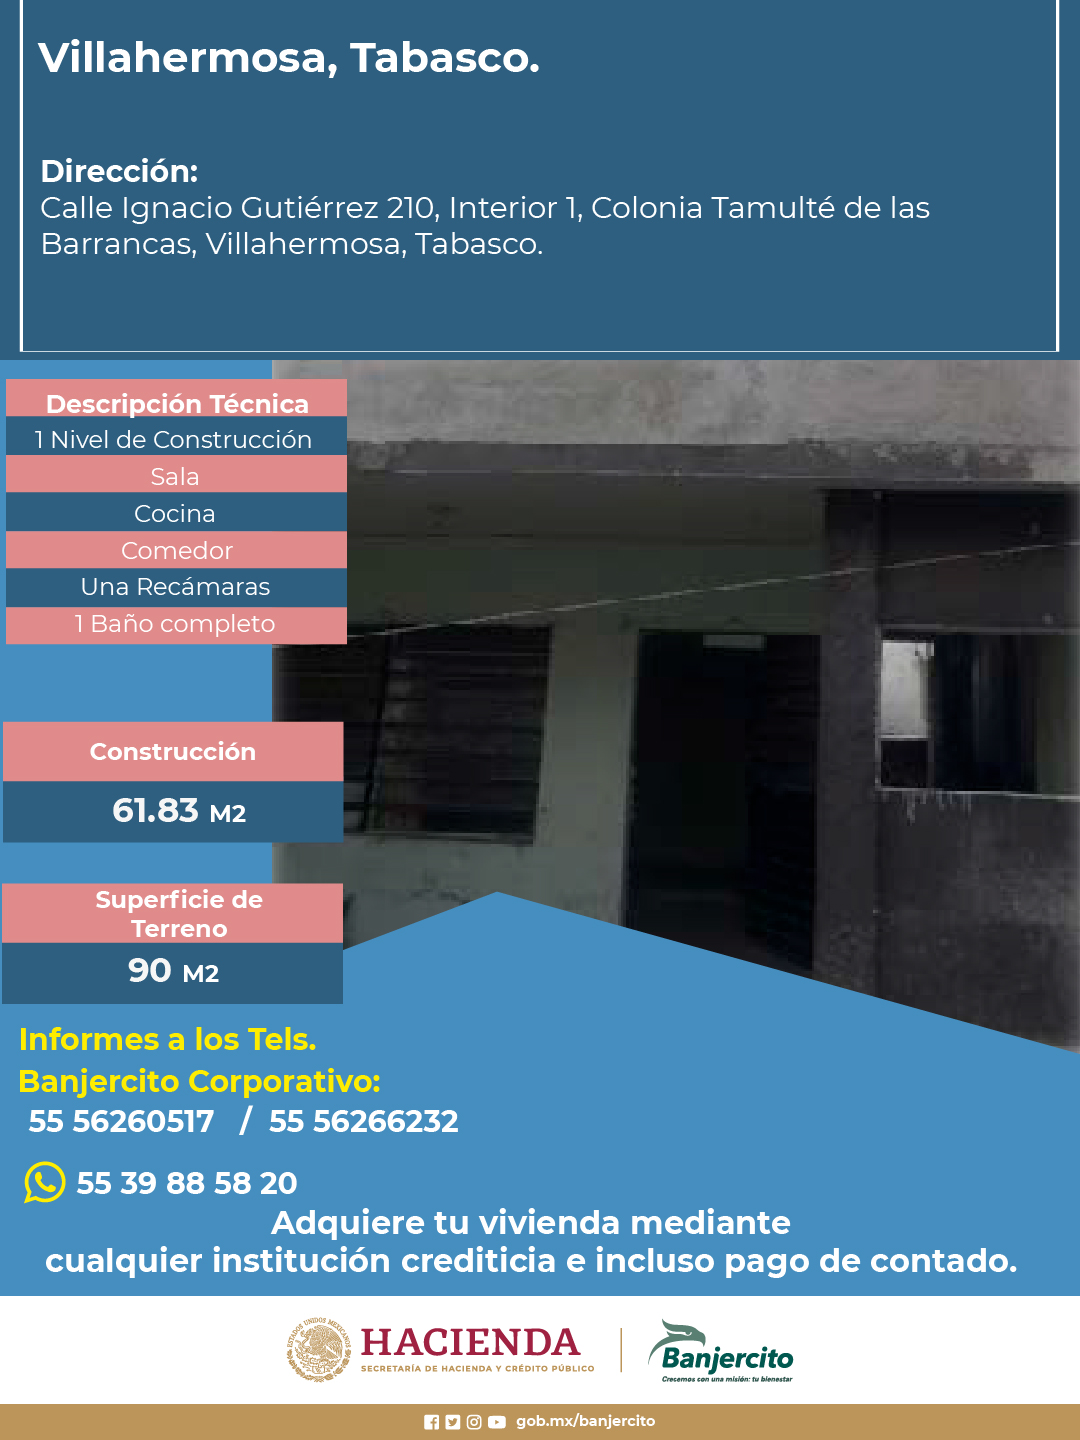 Villahermosa, Tabasco.
Dirección:
Calle Ignacio Gutiérrez 210, Interior 1, Colonia Tamulté de las
Barrancas, Villahermosa, Tabasco.
Descripción Técnica
1 Nivel de Construcción
Sala
Cocina
Comedor
Una Recámaras
1 Baño completo
Construcción
61.83 M2
Superficie de
Terreno
90 M2
Informes a los Tels.
Banjercito Corporativo:
55 56260517 / 55 56266232
55 39 88 58 20
Adquiere tu vivienda mediante
cualquier institución crediticia e incluso pago de contado.
ESTADOS UNIDOS MEXICANOS
HACIENDA
SECRETARÍA DE HACIENDA Y CRÉDITO PÚBLICO
Banjercito
Crecemos con una misión: tu bienestar
gob.mx/banjercito